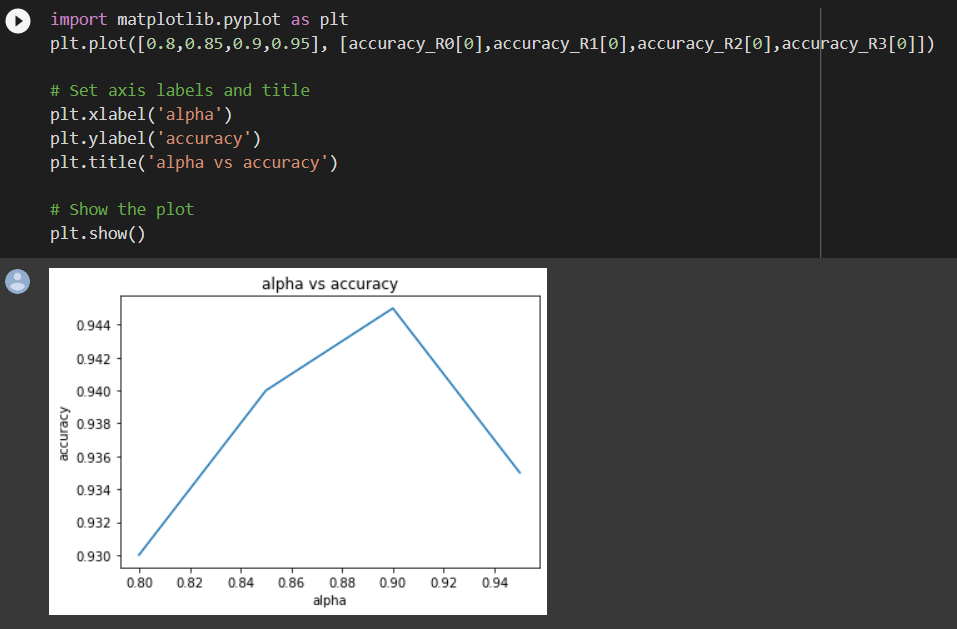 import matplotlib.pyplot as plt
plt.plot([0.8,0.85,0.9,0.95], [accuracy_R0[0],accuracy_R1[0],accuracy_R2[0],accuracy_R3[0]])
# Set axis labels and title
plt.xlabel('alpha')
plt.ylabel('accuracy')
plt.title('alpha vs accuracy')
# Show the plot
plt.show()
alpha vs accuracy
0.944
0.942
0.940
0.938
0.936
0.934
0.932
0.930
accuracy
0.80 0.82 0.84 0.86 0.88 0.90 0.92 0.94
alpha